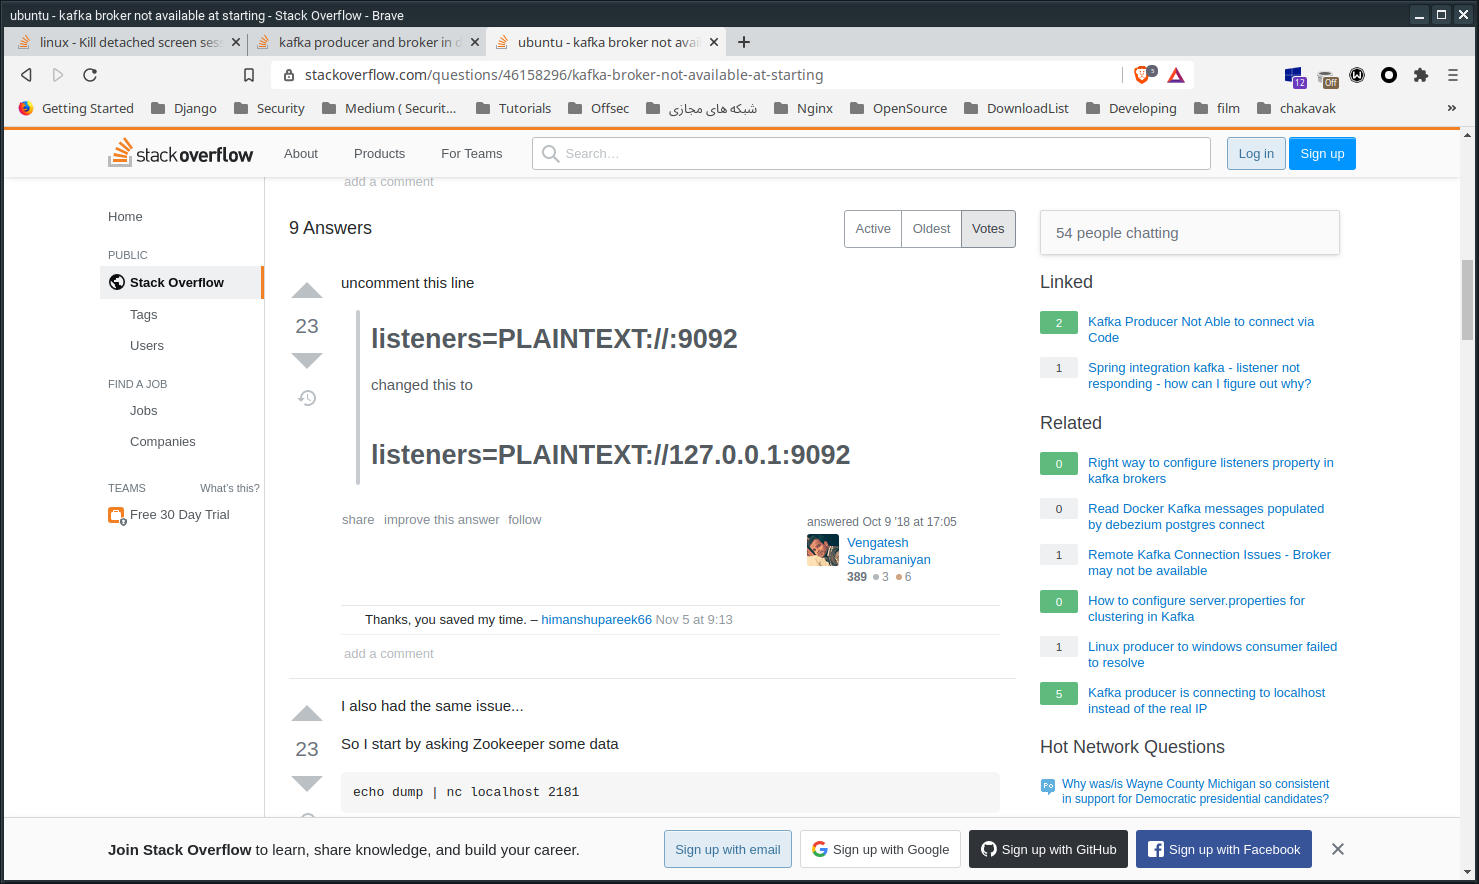 ubuntu - kafka broker not available at starting - Stack Overflow - Brave
linux - Kill detached screen ses
kafka producer and broker in
ubuntu - kafka broker not avai
stackoverflow.com/questions/46158296/kafka-broker-not-available-at-starting
5
12
Off
Getting Started
Django
Security
Medium ( Securit...
Tutorials
Offsec
شبکه های مجازی
Nginx
OpenSource
DownloadList
Developing
film
chakavak
»
stackoverflow
About
Products
For Teams
Search...
Log in
Sign up
add a comment
Home
PUBLIC
Stack Overflow
Tags
Users
FIND A JOB
Jobs
Companies
TEAMS
What's this?
Free 30 Day Trial
9 Answers
Active
Oldest
Votes
23
uncomment this line
listeners=PLAINTEXT://:9092
changed this to
listeners=PLAINTEXT://127.0.0.1:9092
share improve this answer follow
answered Oct 9 '18 at 17:05
Vengatesh
Subramaniyan
389 3 6
Thanks, you saved my time. – himanshupareek66 Nov 5 at 9:13
add a comment
23
I also had the same issue...
So I start by asking Zookeeper some data
echo dump | nc localhost 2181
54 people chatting
Linked
2
Kafka Producer Not Able to connect via
Code
1
Spring integration kafka - listener not
responding - how can I figure out why?
Related
0
Right way to configure listeners property in
kafka brokers
0
Read Docker Kafka messages populated
by debezium postgres connect
1
Remote Kafka Connection Issues - Broker
may not be available
0
How to configure server.properties for
clustering in Kafka
1
Linux producer to windows consumer failed
to resolve
5
Kafka producer is connecting to localhost
instead of the real IP
Hot Network Questions
Po
Why was/is Wayne County Michigan so consistent
in support for Democratic presidential candidates?
Join Stack Overflow to learn, share knowledge, and build your career.
Sign up with email
Sign up with Google
Sign up with GitHub
Sign up with Facebook